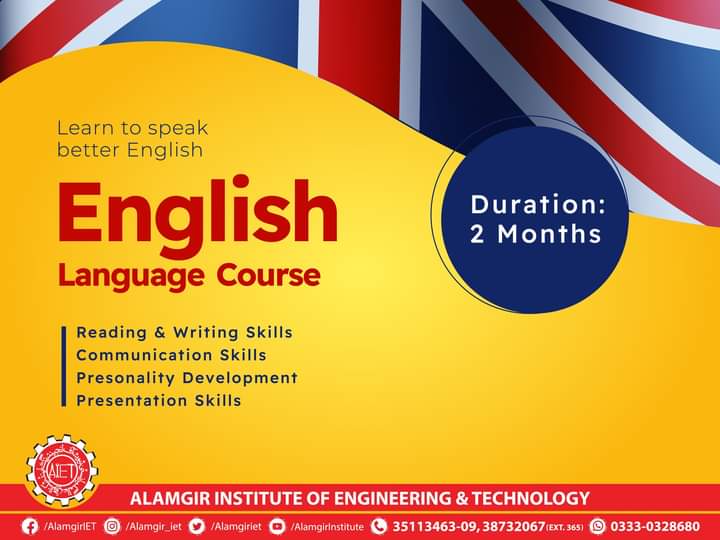 Learn to speak
better English
English
Language Course
Duration:
2 Months
Reading & Writing Skills
Communication Skills
Presonality Development
Presentation Skills
AIET
ALAMGIR INSTITUTE OF ENGINEERING & TECHNOLOGY
/AlamgirIET /Alamgir_iet /Alamgiriet /AlamgirInstitute 35113463-09, 38732067 (EXT. 365) 0333-0328680